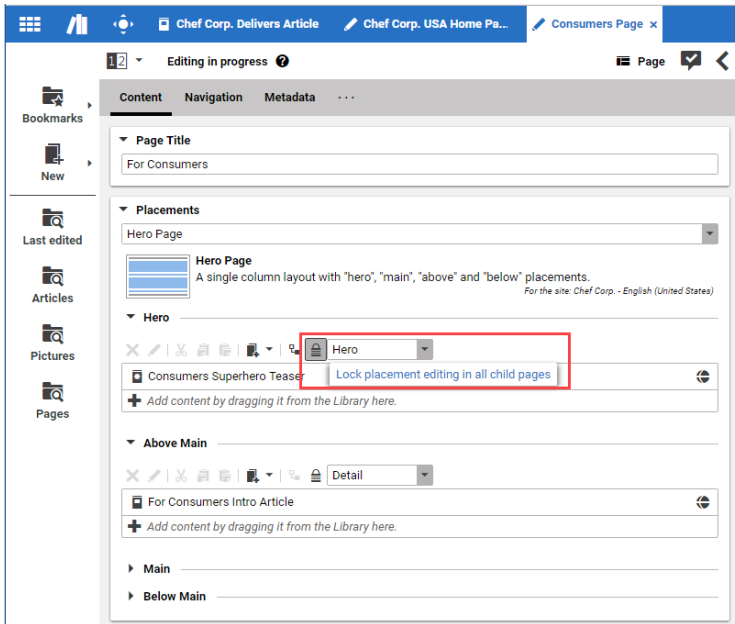 Chef Corp. Delivers Article
Chef Corp. USA Home Pa...
Consumers Page ×
1 2
Editing in progress ?
Page
Content Navigation Metadata ...
Bookmarks
New
Last edited
Articles
Pictures
Pages
Page Title
For Consumers
Placements
Hero Page
Hero Page
A single column layout with "hero", "main", "above" and "below" placements.
For the site: Chef Corp. - English (United States)
Hero
Hero
Lock placement editing in all child pages
Consumers Superhero Teaser
Add content by dragging it from the Library here.
Above Main
Detail
For Consumers Intro Article
Add content by dragging it from the Library here.
Main
Below Main